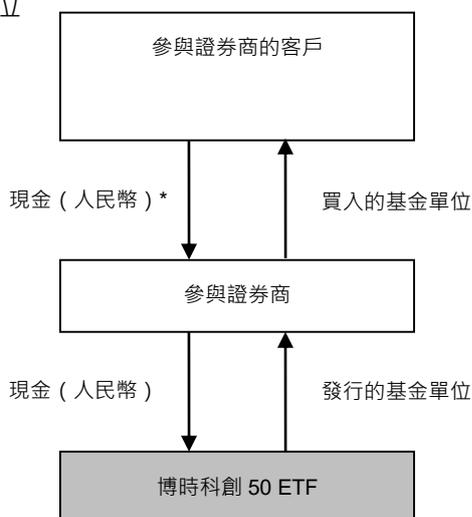 參與證券商的客戶
現金（人民幣）*
買入的基金單位
參與證券商
現金（人民幣）
發行的基金單位
博時科創 50 ETF